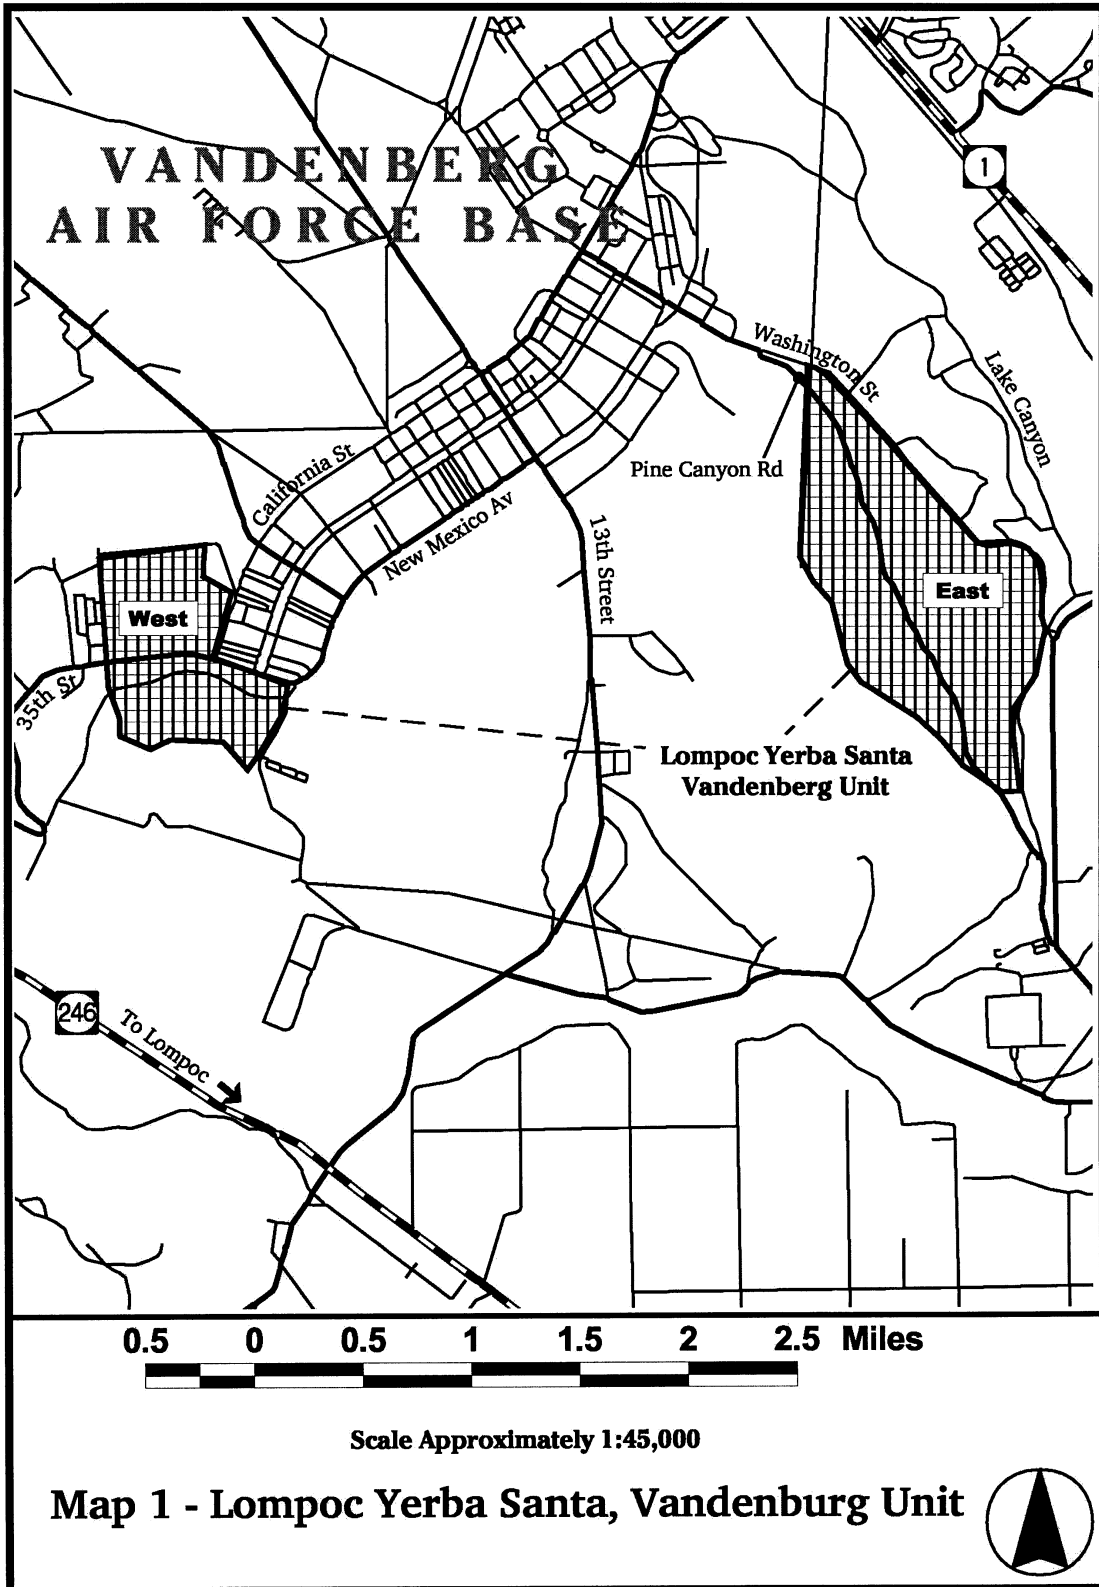 VANDENBERG
AIR FORCE BASE
1
Washington St
Lake Canyon
Pine Canyon Rd
California St
New Mexico Av
13th Street
East
West
35th St
Lompoc Yerba Santa
Vandenberg Unit
246
To Lompoc
0.5 0 0.5 1 1.5 2 2.5 Miles
Scale Approximately 1:45,000
Map 1 - Lompoc Yerba Santa, Vandenburg Unit